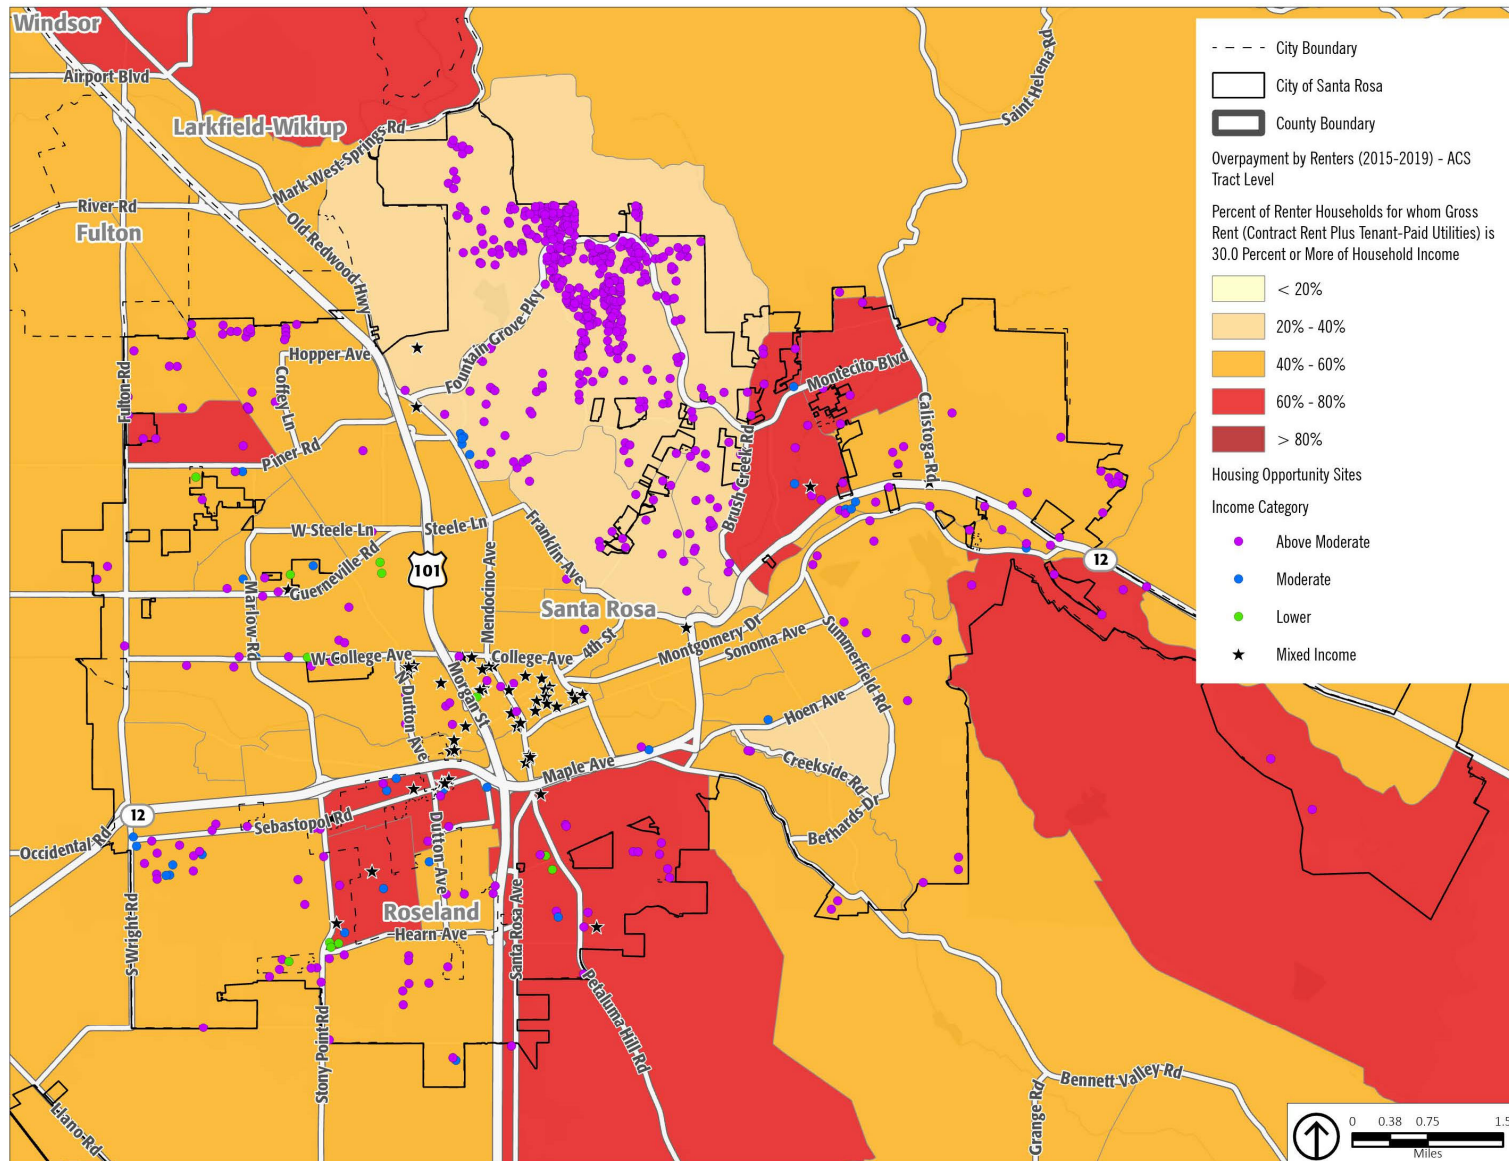 Windsor
Airport Blvd
Larkfield-Wikiup
Mark West Springs Rd
River Rd
Fulton
Old Redwood Hwy
Saint Helena Rd
Hopper Ave
Fountain Grove Pky
Fulton Rd
Coffey Ln
Montecito Blvd
Calistoga Rd
Piner Rd
Brush Creek Rd
W Steele Ln
Steele Ln
Franklin Ave
Guerneville Rd
101
Mendocino Ave
12
Marlow Rd
Santa Rosa
4th St
Montgomery Dr
Sonoma Ave
Summerfield Rd
W College Ave
College Ave
N Dutton Ave
Morgan St
Hoen Ave
Maple Ave
Creekside Rd
Bethards Dr
12
Sebastopol Rd
Occidental Rd
Dutton Ave
S Wright Rd
Roseland
Hearn Ave
Santa Rosa Ave
Petaluma Hill Rd
Stony Point Rd
Bennett Valley Rd
Grange Rd
Llano Rd
City Boundary
City of Santa Rosa
County Boundary
Overpayment by Renters (2015-2019) - ACS
Tract Level
Percent of Renter Households for whom Gross
Rent (Contract Rent Plus Tenant-Paid Utilities) is
30.0 Percent or More of Household Income
< 20%
20% - 40%
40% - 60%
60% - 80%
> 80%
Housing Opportunity Sites
Income Category
Above Moderate
Moderate
Lower
Mixed Income
0 0.38 0.75 1.5
Miles